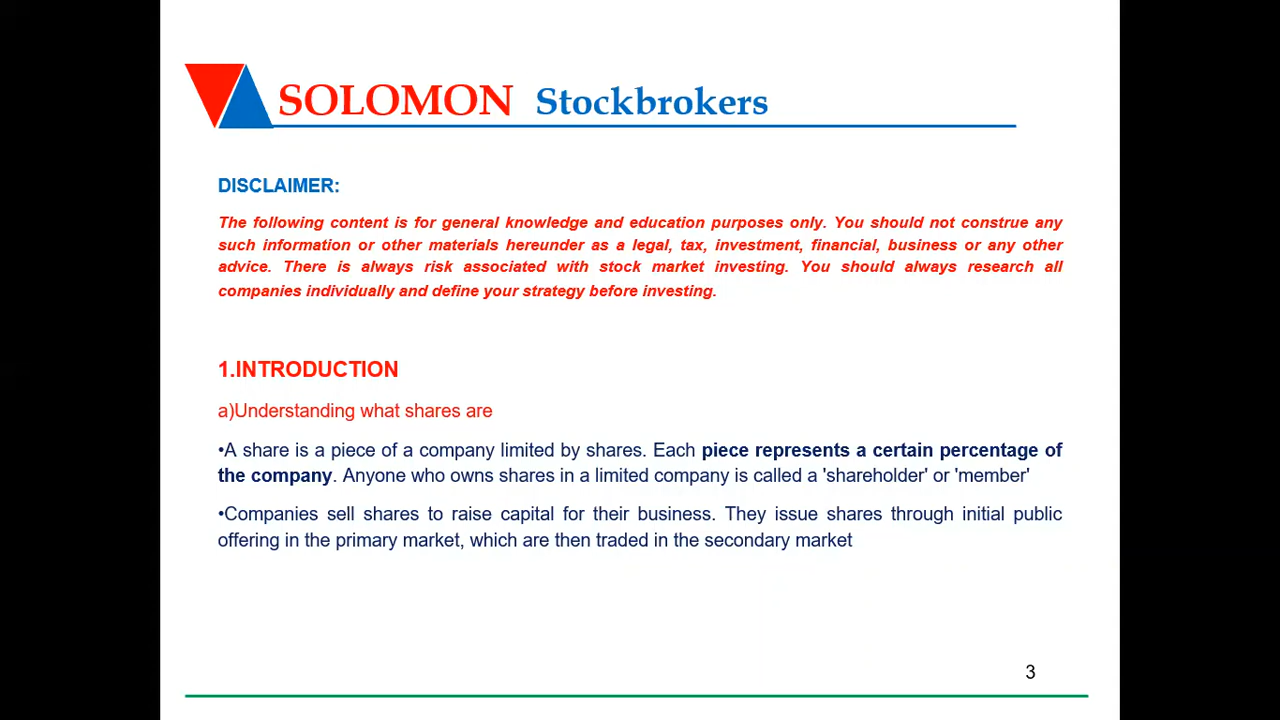 SOLOMON Stockbrokers
DISCLAIMER:
The following content is for general knowledge and education purposes only. You should not construe any
such information or other materials hereunder as a legal, tax, investment, financial, business or any other
advice. There is always risk associated with stock market investing. You should always research all
companies individually and define your strategy before investing.
1.INTRODUCTION
a)Understanding what shares are
•A share is a piece of a company limited by shares. Each piece represents a certain percentage of
the company. Anyone who owns shares in a limited company is called a 'shareholder' or 'member'
•Companies sell shares to raise capital for their business. They issue shares through initial public
offering in the primary market, which are then traded in the secondary market
3